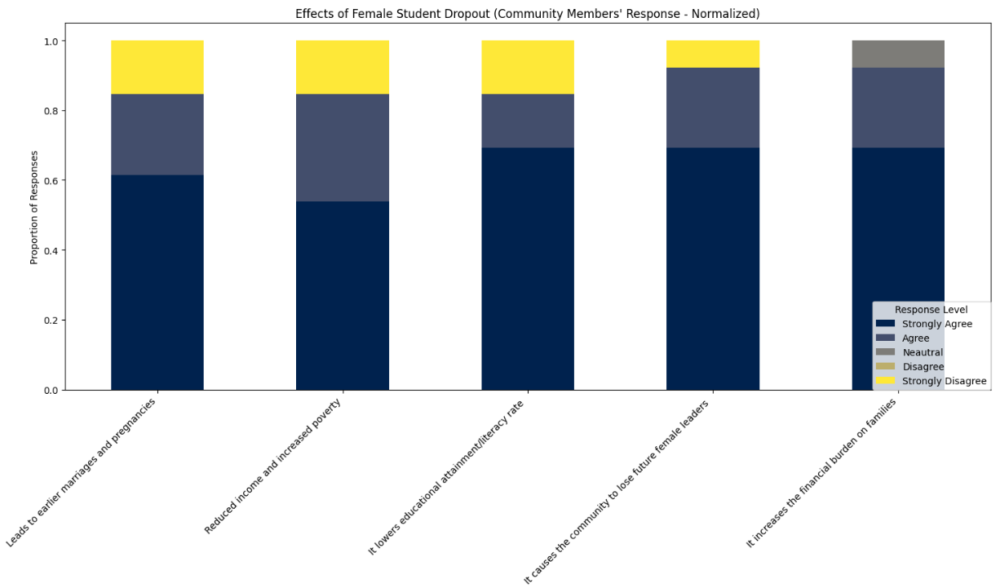 Effects of Female Student Dropout (Community Members' Response - Normalized)
Proportion of Responses
1.0
0.8
0.6
0.4
0.2
0.0
Response Level
Strongly Agree
Agree
Neautral
Disagree
Strongly Disagree
Leads to earlier marriages and pregnancies
Reduced income and increased poverty
It lowers educational attainment/literacy rate
It causes the community to lose future female leaders
It increases the financial burden on families